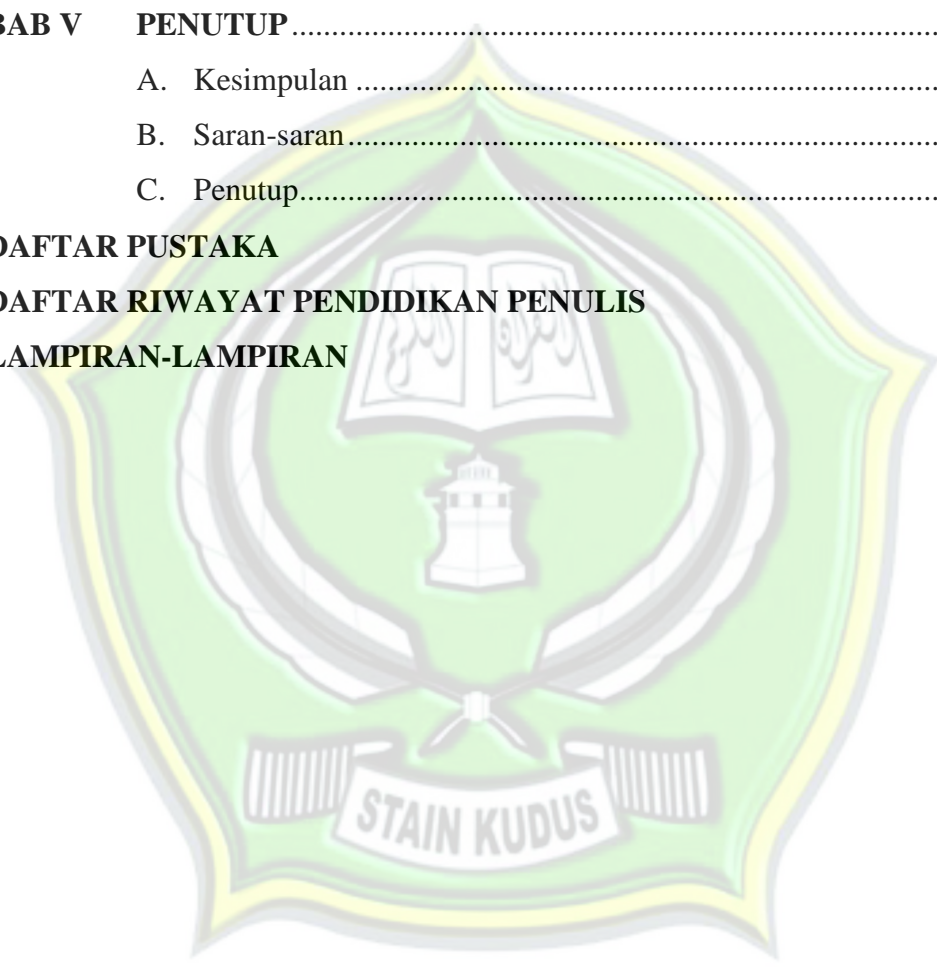 BAB V PENUTUP ........................................................................
A. Kesimpulan ........................................................................
B. Saran-saran ........................................................................
C. Penutup ........................................................................
DAFTAR PUSTAKA
DAFTAR RIWAYAT PENDIDIKAN PENULIS
LAMPIRAN-LAMPIRAN
STAIN KUDUS